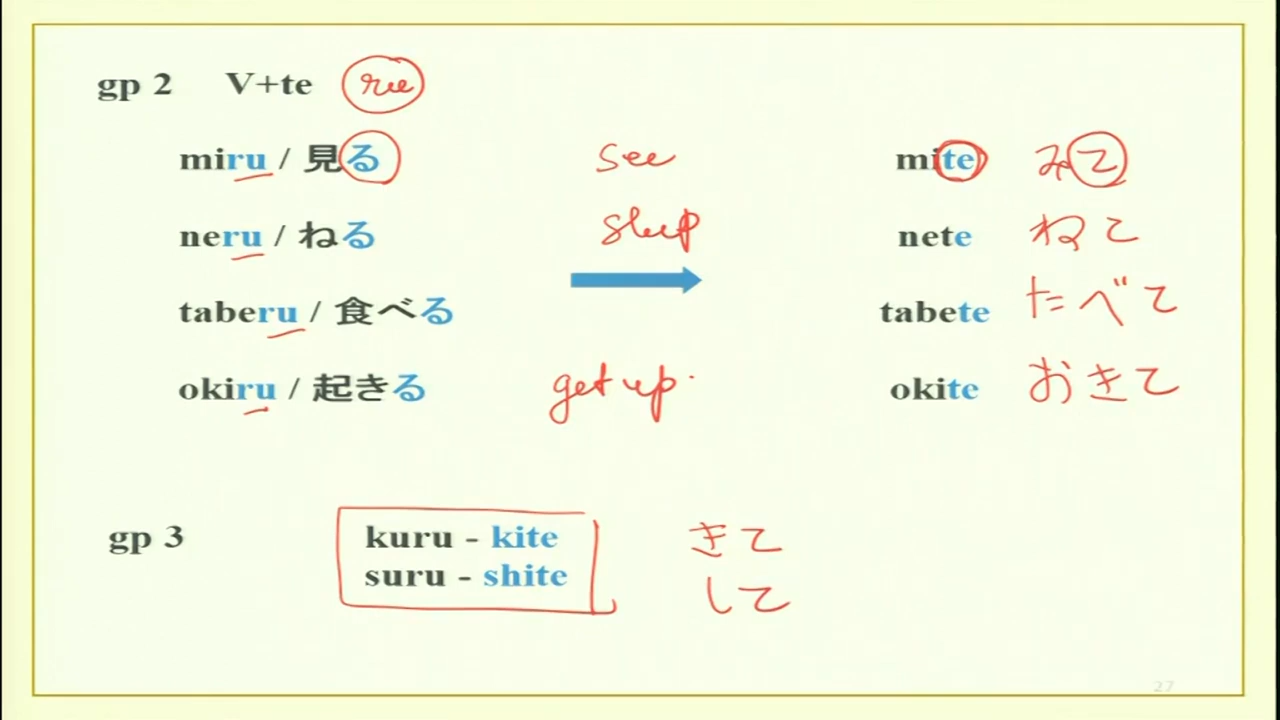 gp 2 V+te ru
miru / 見る see mite みて
neru / ねる sleep nete ねて
taberu / 食べる tabete たべて
okiru / 起きる get up. okite おきて
gp 3 kuru - kite きて
suru - shite して
27